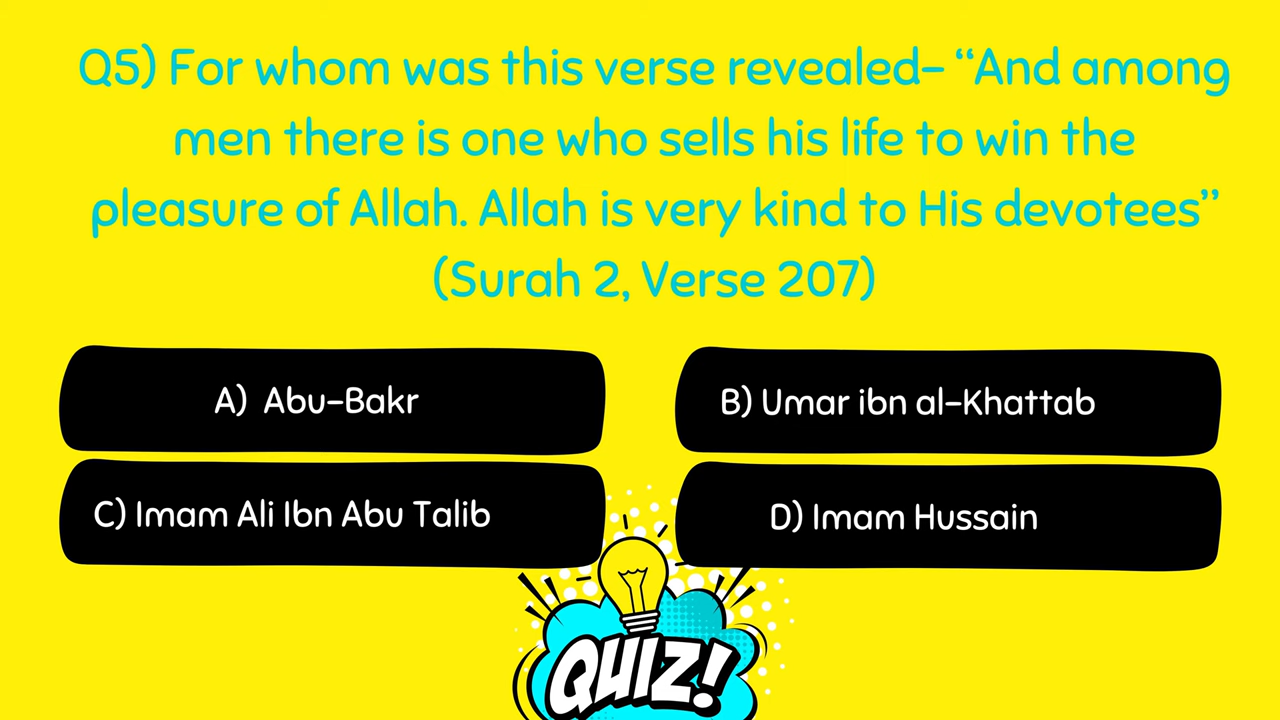 Q5) For whom was this verse revealed- “And among
men there is one who sells his life to win the
pleasure of Allah. Allah is very kind to His devotees”
(Surah 2, Verse 207)
A) Abu-Bakr
B) Umar ibn al-Khattab
C) Imam Ali Ibn Abu Talib
D) Imam Hussain
QUIZ!